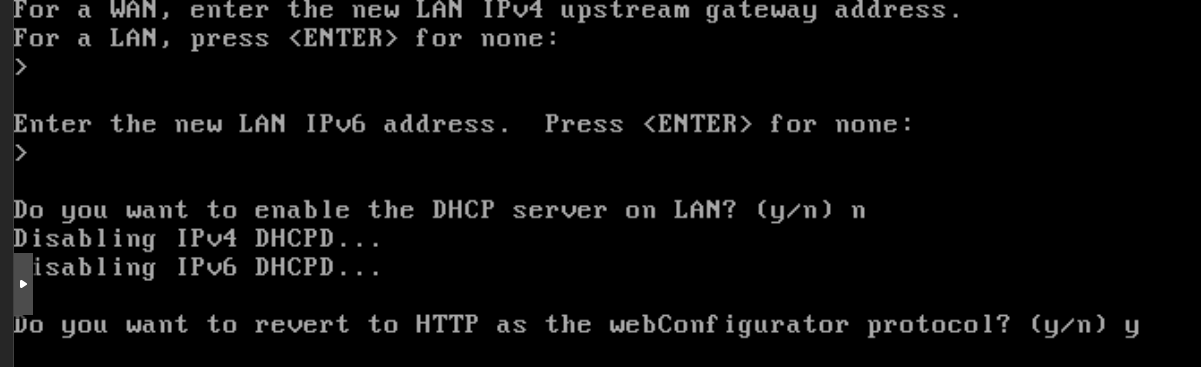 For a WAN, enter the new LAN IPv4 upstream gateway address.
For a LAN, press <ENTER> for none:
>
Enter the new LAN IPv6 address.  Press <ENTER> for none:
>
Do you want to enable the DHCP server on LAN? (y/n) n
Disabling IPv4 DHCPD...
isabling IPv6 DHCPD...
Do you want to revert to HTTP as the webConfigurator protocol? (y/n) y